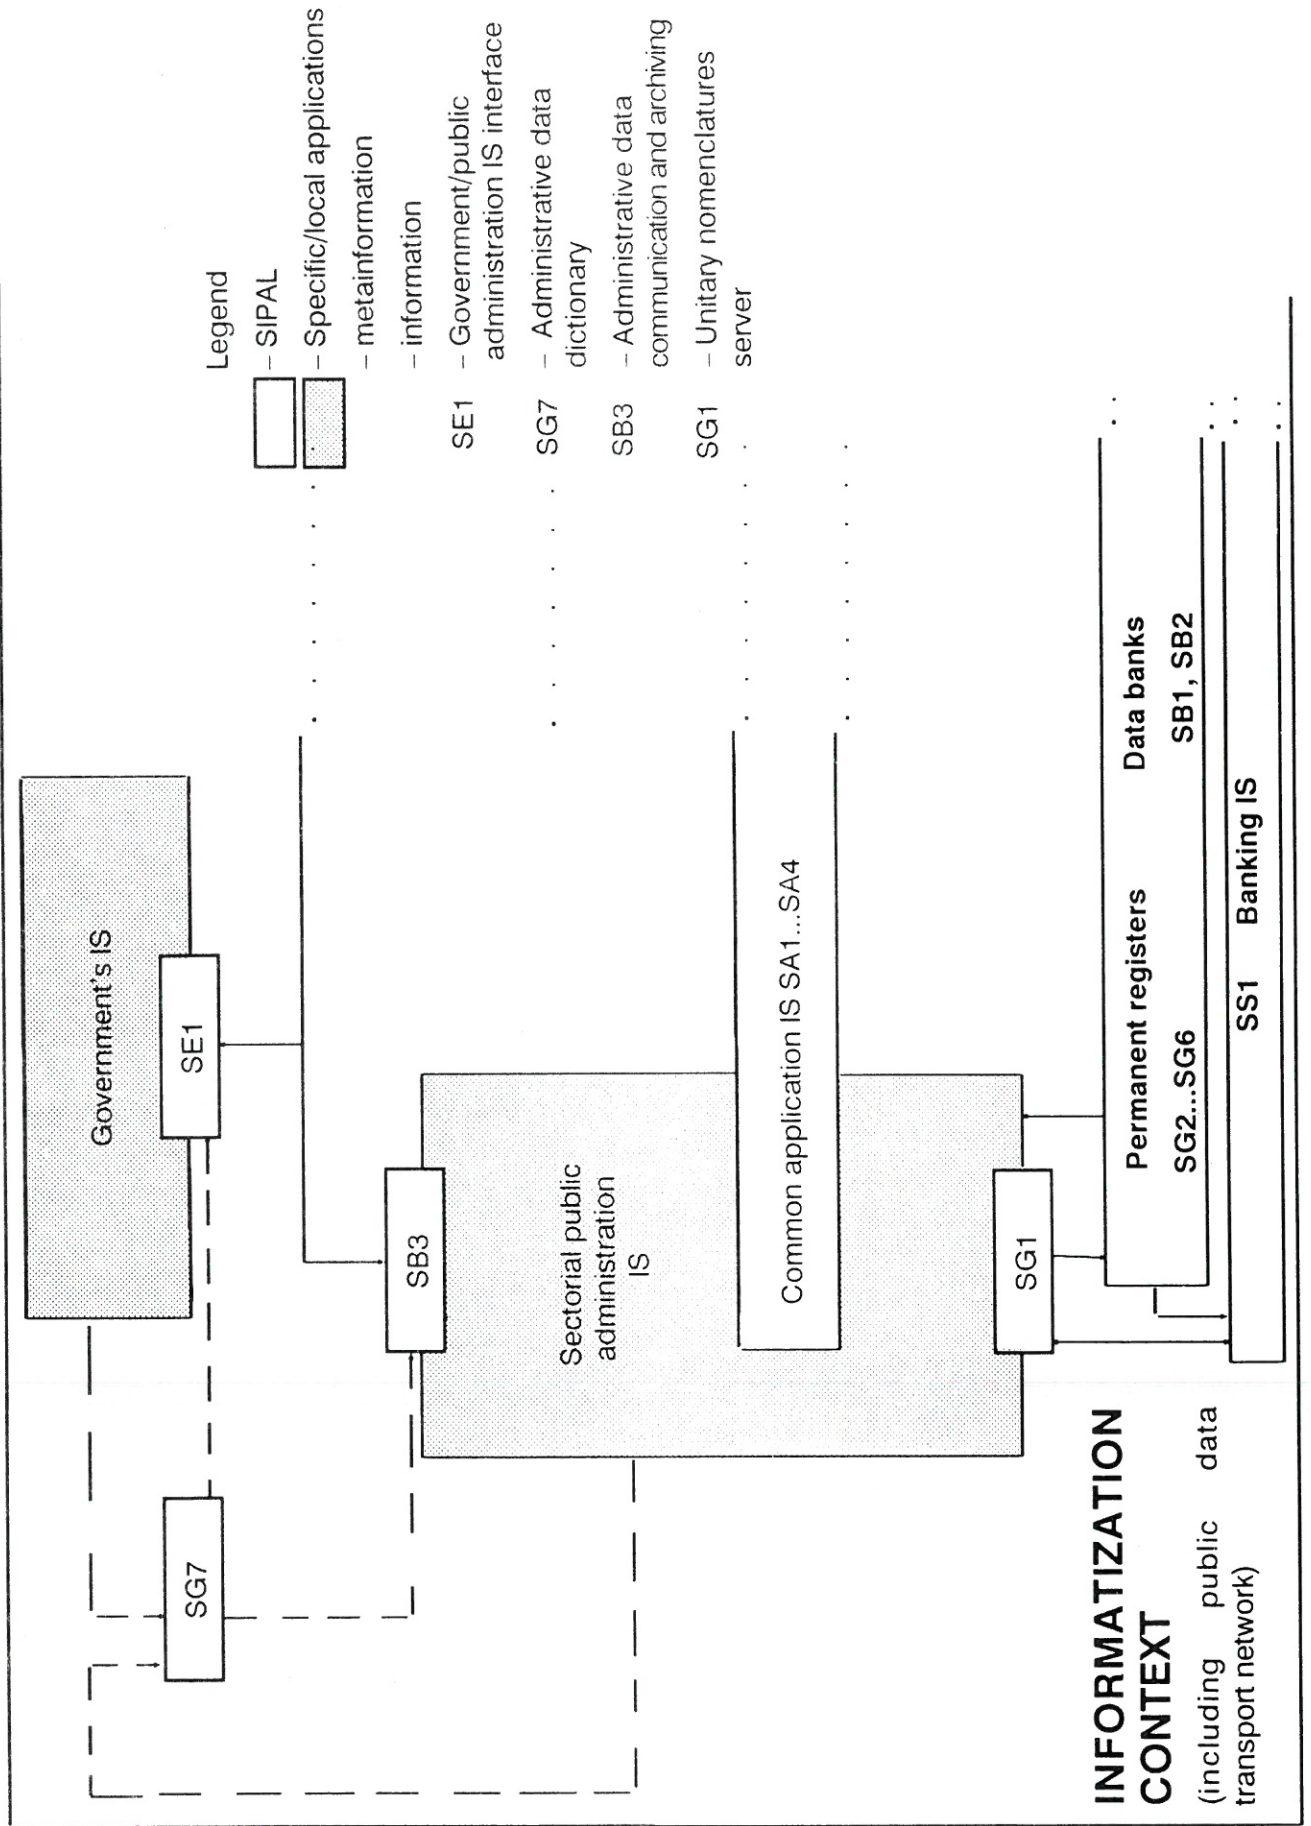 Government's IS
SE1
SG7
SB3
Sectorial public
administration
IS
Common application IS SA1...SA4
SG1
Permanent registers
SG2...SG6
Data banks
SB1, SB2
SS1 Banking IS
INFORMATIZATION
CONTEXT
(including public data
transport network)
Legend
– SIPAL
– Specific/local applications
– metainformation
– information
SE1 – Government/public
administration IS interface
SG7 – Administrative data
dictionary
SB3 – Administrative data
communication and archiving
SG1 – Unitary nomenclatures
server